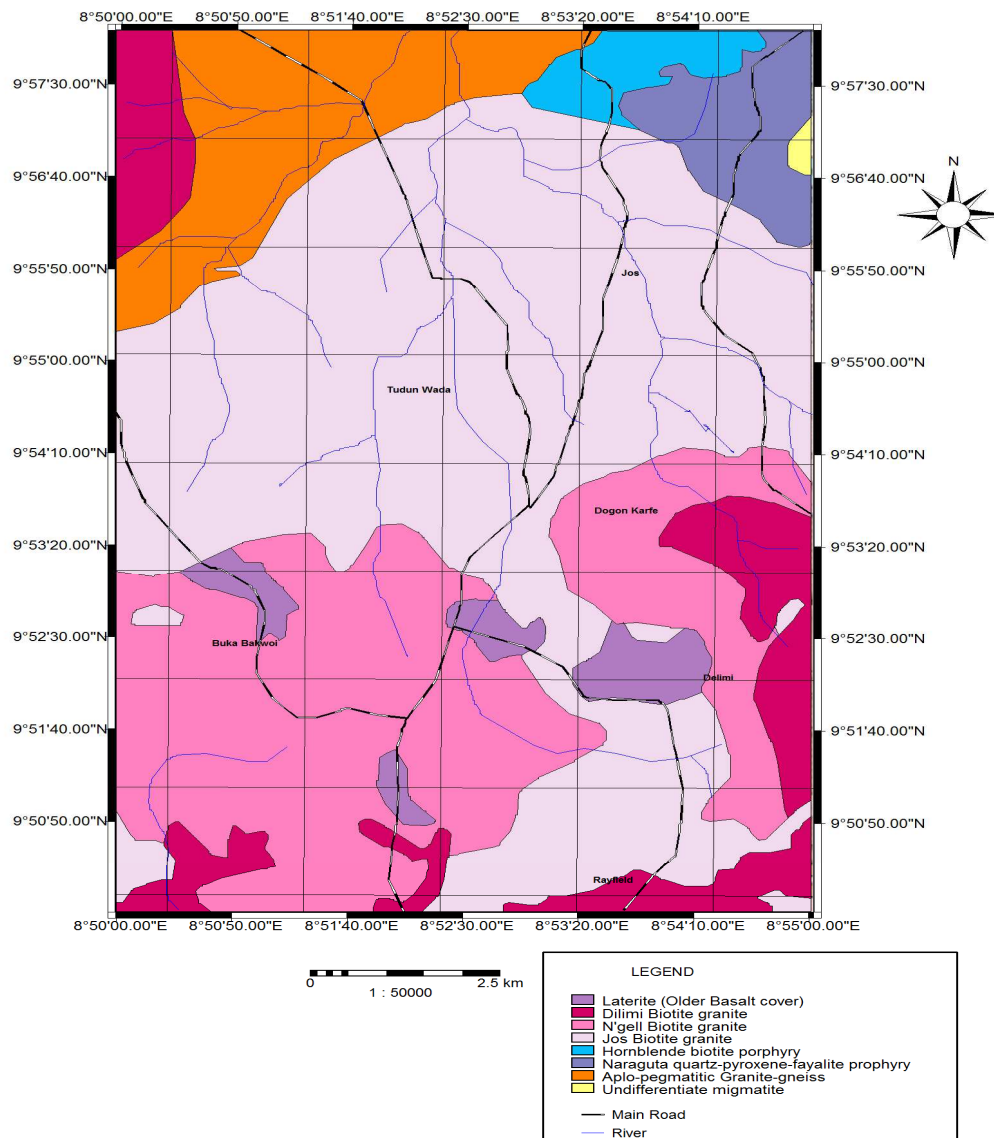 8°50'00.00"E 8°50'50.00"E 8°51'40.00"E 8°52'30.00"E 8°53'20.00"E 8°54'10.00"E
9°57'30.00"N 9°57'30.00"N
N
9°56'40.00"N 9°56'40.00"N
9°55'50.00"N Jos 9°55'50.00"N
9°55'00.00"N 9°55'00.00"N
Tudun Wada
9°54'10.00"N 9°54'10.00"N
Dogon Karfe
9°53'20.00"N 9°53'20.00"N
9°52'30.00"N 9°52'30.00"N
Buka Bakwoi
Delimi
9°51'40.00"N 9°51'40.00"N
9°50'50.00"N 9°50'50.00"N
Rayfield
8°50'00.00"E 8°50'50.00"E 8°51'40.00"E 8°52'30.00"E 8°53'20.00"E 8°54'10.00"E 8°55'00.00"E
0 2.5 km
1 : 50000
LEGEND
Laterite (Older Basalt cover)
Dilimi Biotite granite
N'gell Biotite granite
Jos Biotite granite
Hornblende biotite porphyry
Naraguta quartz-pyroxene-fayalite prophyry
Aplo-pegmatitic Granite-gneiss
Undifferentiate migmatite
Main Road
River